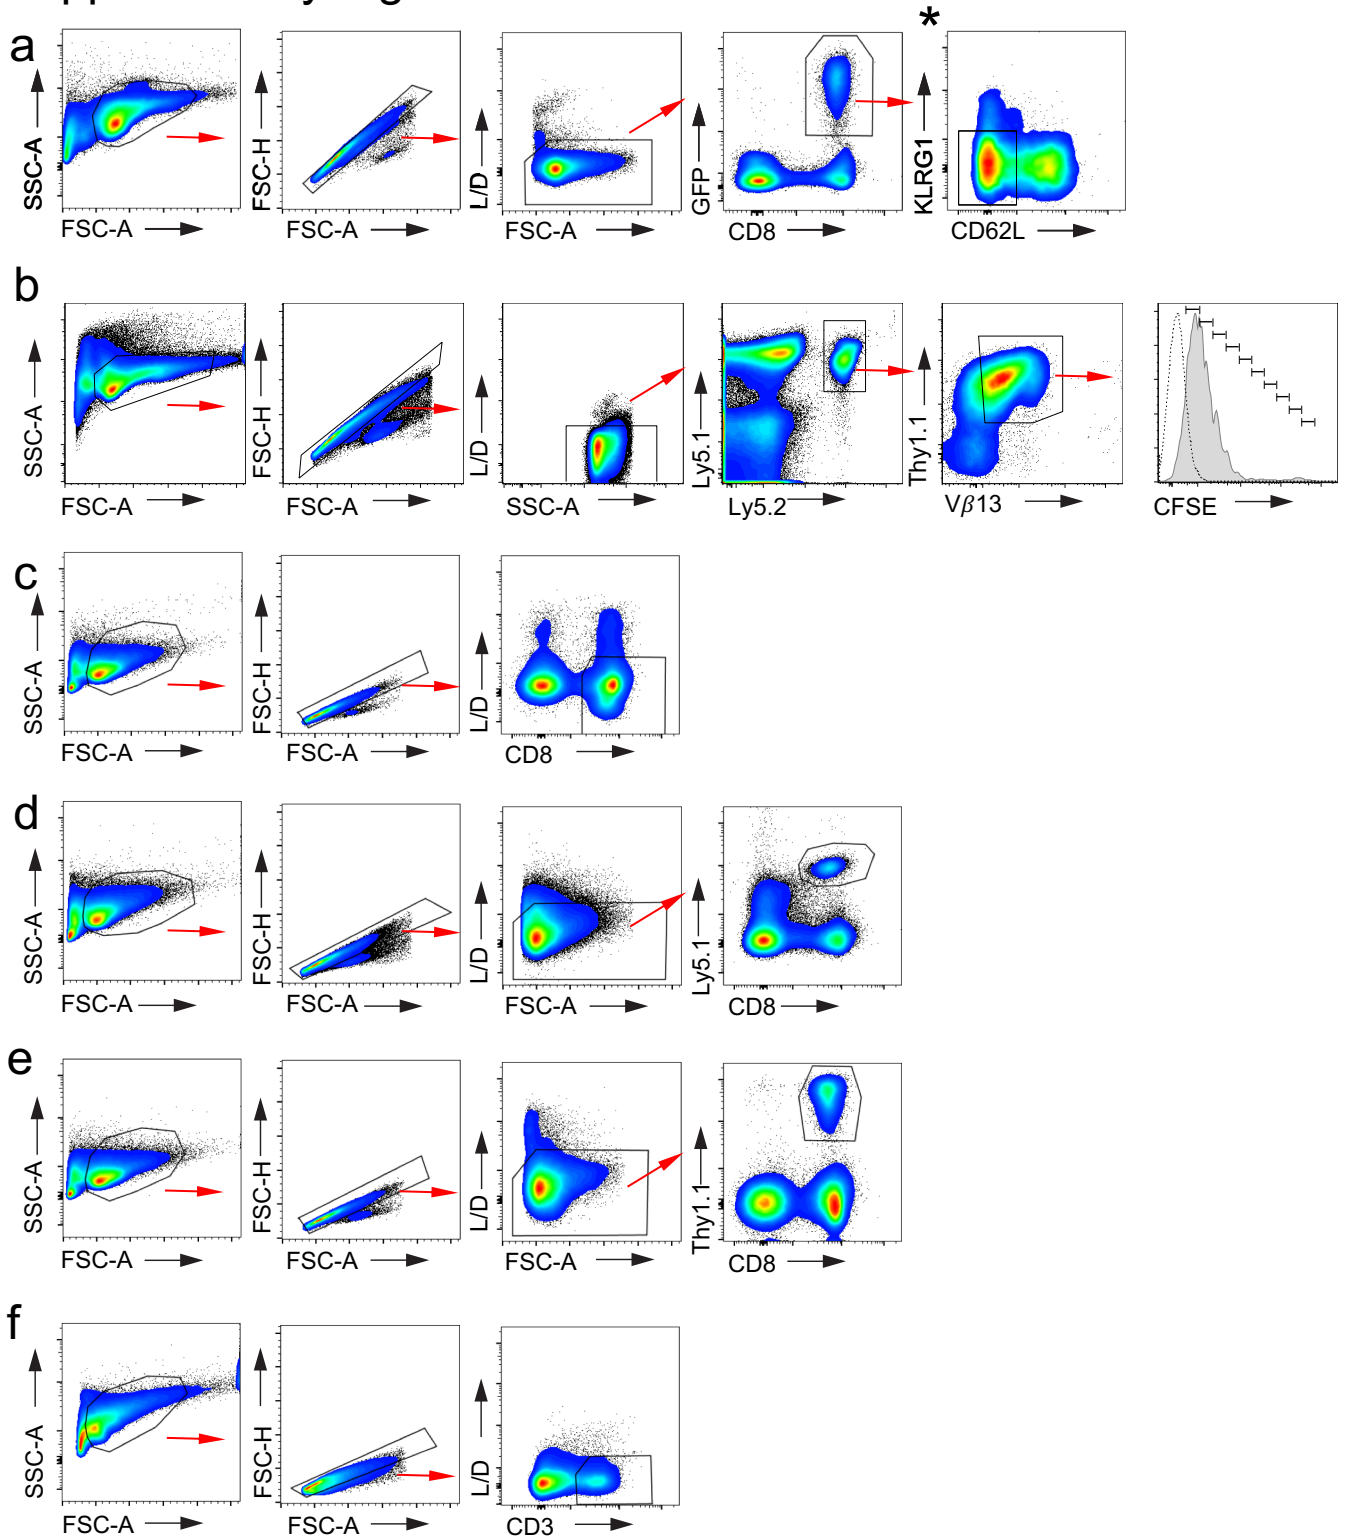 a
*
SSC-A
FSC-A
FSC-H
FSC-A
L/D
FSC-A
GFP
CD8
KLRG1
CD62L
b
SSC-A
FSC-A
FSC-H
FSC-A
L/D
SSC-A
Ly5.1
Ly5.2
Thy1.1
Vβ13
CFSE
c
SSC-A
FSC-A
FSC-H
FSC-A
L/D
CD8
d
SSC-A
FSC-A
FSC-H
FSC-A
L/D
FSC-A
Ly5.1
CD8
e
SSC-A
FSC-A
FSC-H
FSC-A
L/D
FSC-A
Thy1.1
CD8
f
SSC-A
FSC-A
FSC-H
FSC-A
L/D
CD3